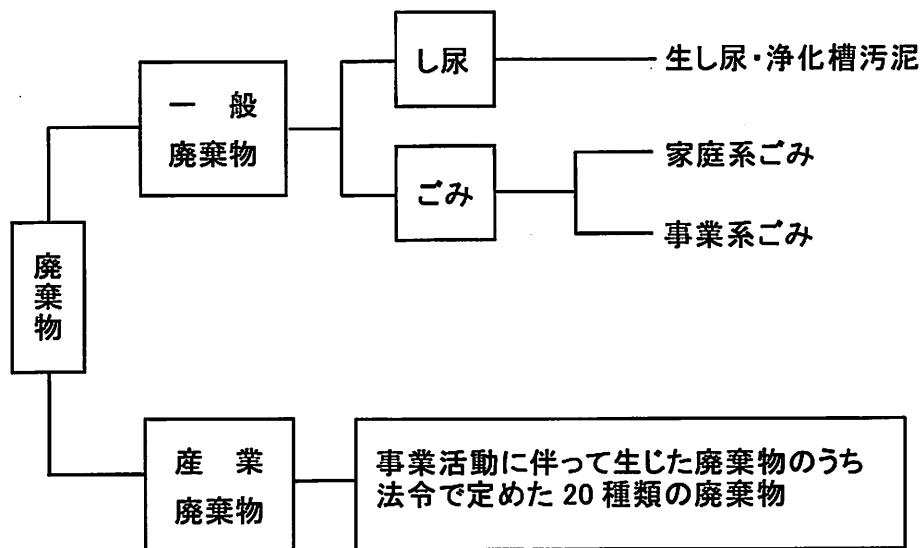 廃棄物
一般
廃棄物
し尿
生し尿・浄化槽汚泥
ごみ
家庭系ごみ
事業系ごみ
産業
廃棄物
事業活動に伴って生じた廃棄物のうち
法令で定めた20種類の廃棄物